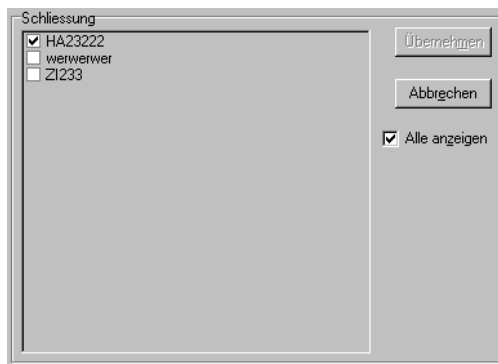 Schliessung
HA23222
werwerwer
ZI233
Übernehmen
Abbrechen
Alle anzeigen